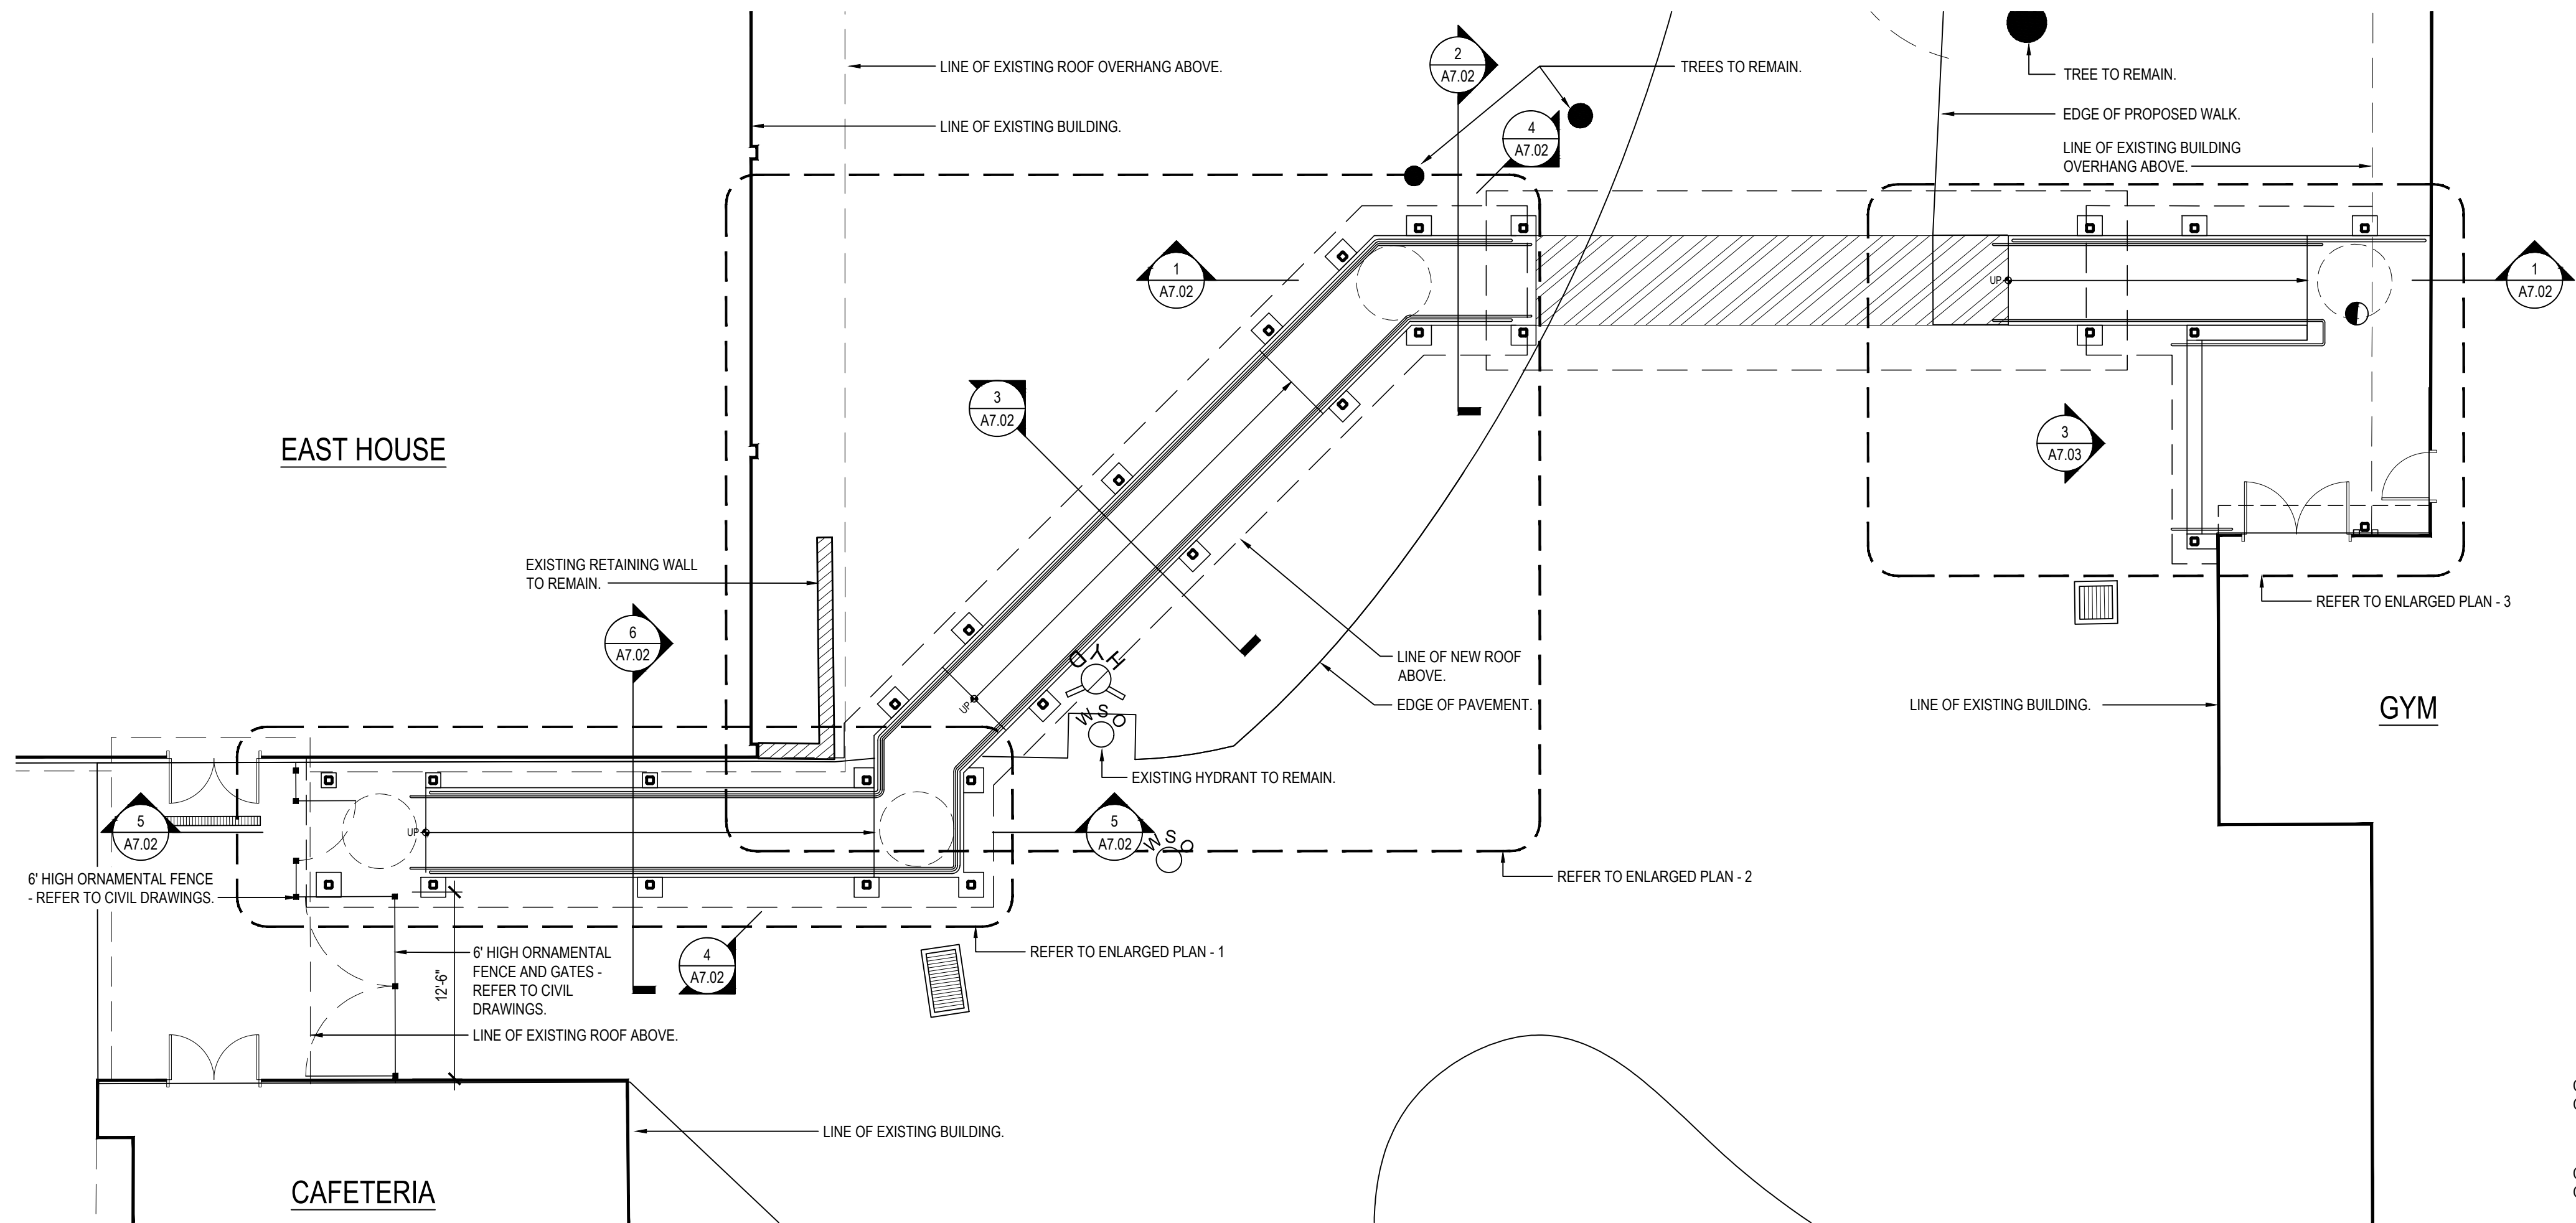 LINE OF EXISTING ROOF OVERHANG ABOVE.
LINE OF EXISTING BUILDING.
2
A7.02
4
A7.02
TREES TO REMAIN.
TREE TO REMAIN.
EDGE OF PROPOSED WALK.
LINE OF EXISTING BUILDING
OVERHANG ABOVE.
1
A7.02
UP
1
A7.02
3
A7.02
EAST HOUSE
3
A7.03
EXISTING RETAINING WALL
TO REMAIN.
6
A7.02
REFER TO ENLARGED PLAN - 3
LINE OF NEW ROOF
ABOVE.
EDGE OF PAVEMENT.
HYD
WSO
UP
EXISTING HYDRANT TO REMAIN.
LINE OF EXISTING BUILDING.
GYM
5
A7.02
UP
5
A7.02
WSO
6' HIGH ORNAMENTAL FENCE
- REFER TO CIVIL DRAWINGS.
REFER TO ENLARGED PLAN - 2
6' HIGH ORNAMENTAL
FENCE AND GATES -
REFER TO CIVIL
DRAWINGS.
12'-6"
4
A7.02
REFER TO ENLARGED PLAN - 1
LINE OF EXISTING ROOF ABOVE.
LINE OF EXISTING BUILDING.
CAFETERIA